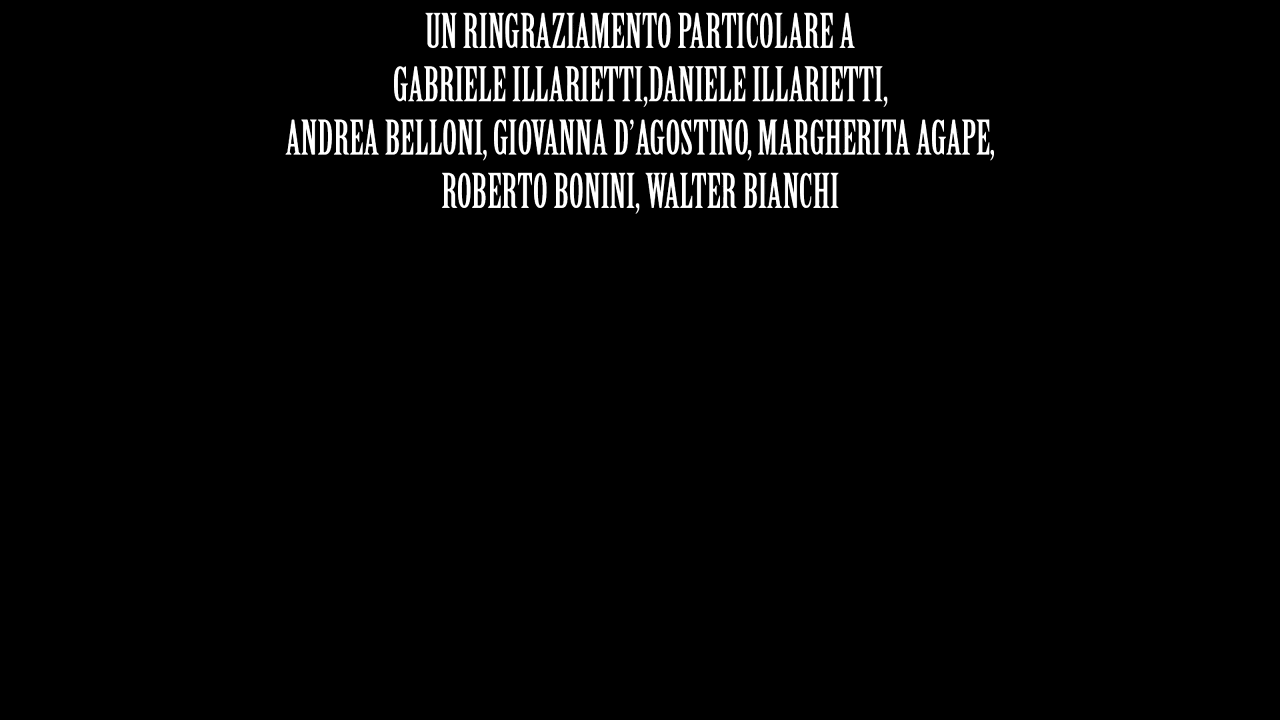 UN RINGRAZIAMENTO PARTICOLARE A
GABRIELE ILLARIETTI,DANIELE ILLARIETTI,
ANDREA BELLONI, GIOVANNA D’AGOSTINO, MARGHERITA AGAPE,
ROBERTO BONINI, WALTER BIANCHI